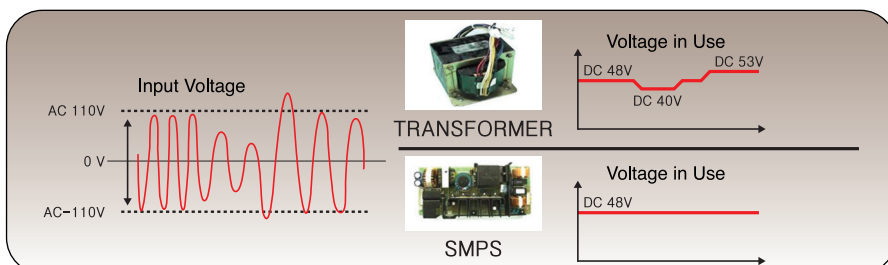 Input Voltage
AC 110V
0 V
AC-110V
TRANSFORMER
Voltage in Use
DC 48V
DC 40V
DC 53V
SMPS
Voltage in Use
DC 48V